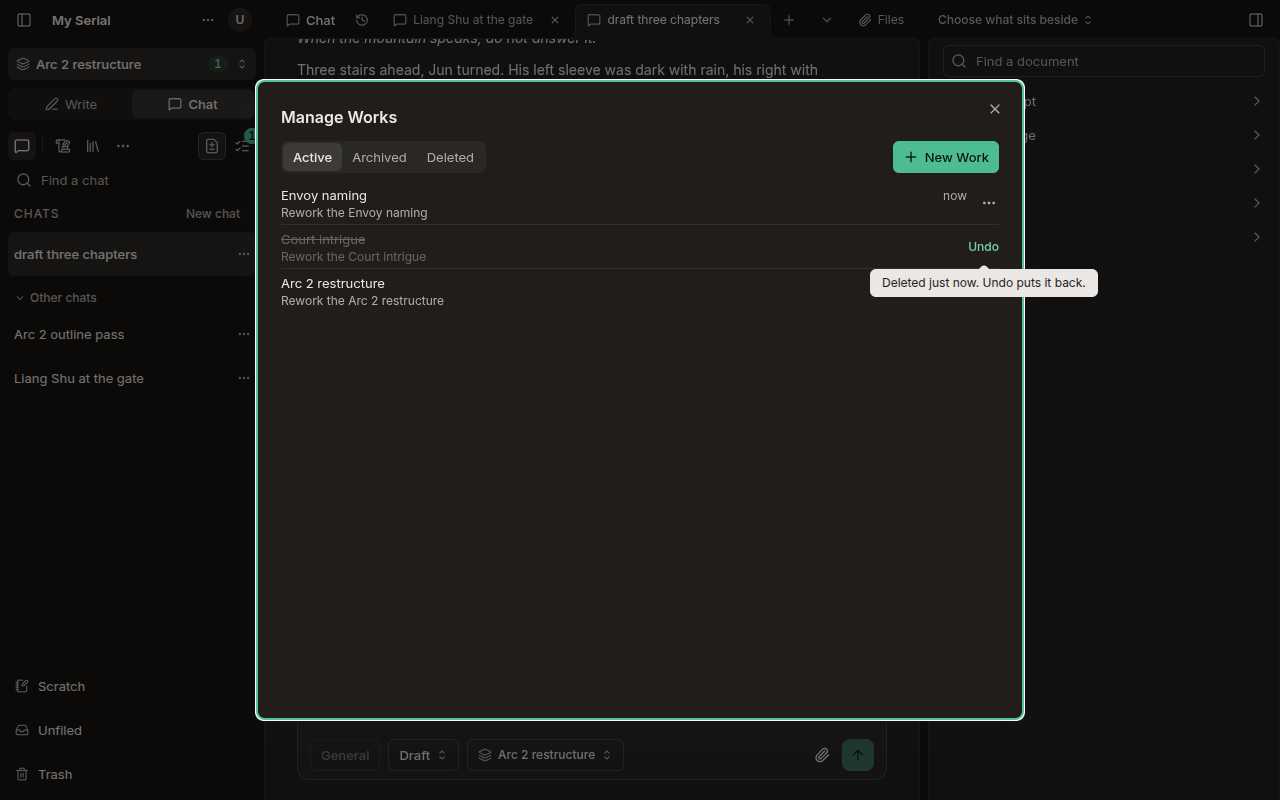 My Serial
U
Chat
Liang Shu at the gate
draft three chapters
Files
Choose what sits beside
Arc 2 restructure
1
Write
Chat
When the mountain speaks, do not answer it.
Three stairs ahead, Jun turned. His left sleeve was dark with rain, his right with
Find a document
Find a chat
CHATS
New chat
draft three chapters
Other chats
Arc 2 outline pass
Liang Shu at the gate
Scratch
Unfiled
Trash
Manage Works
Active
Archived
Deleted
New Work
Envoy naming
now
Rework the Envoy naming
Court Intrigue
Rework the Court Intrigue
Undo
Deleted just now. Undo puts it back.
Arc 2 restructure
Rework the Arc 2 restructure
General
Draft
Arc 2 restructure